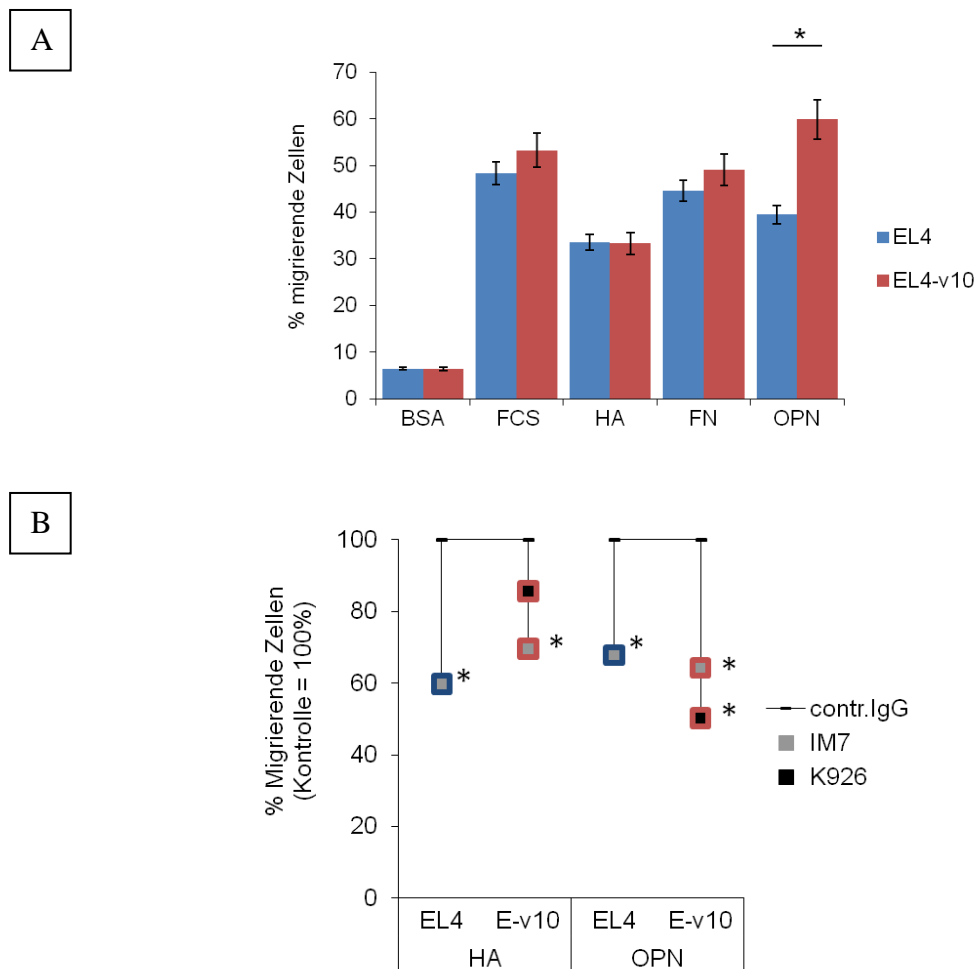 A
*
70
60
50
40
30
20
10
0
% migrierende Zellen
BSA FCS HA FN OPN
EL4
EL4-v10
B
100
80
60
40
20
0
% Migrierende Zellen
(Kontrolle = 100%)
*
*
*
*
*
contr.IgG
IM7
K926
EL4 E-v10 EL4 E-v10
HA OPN